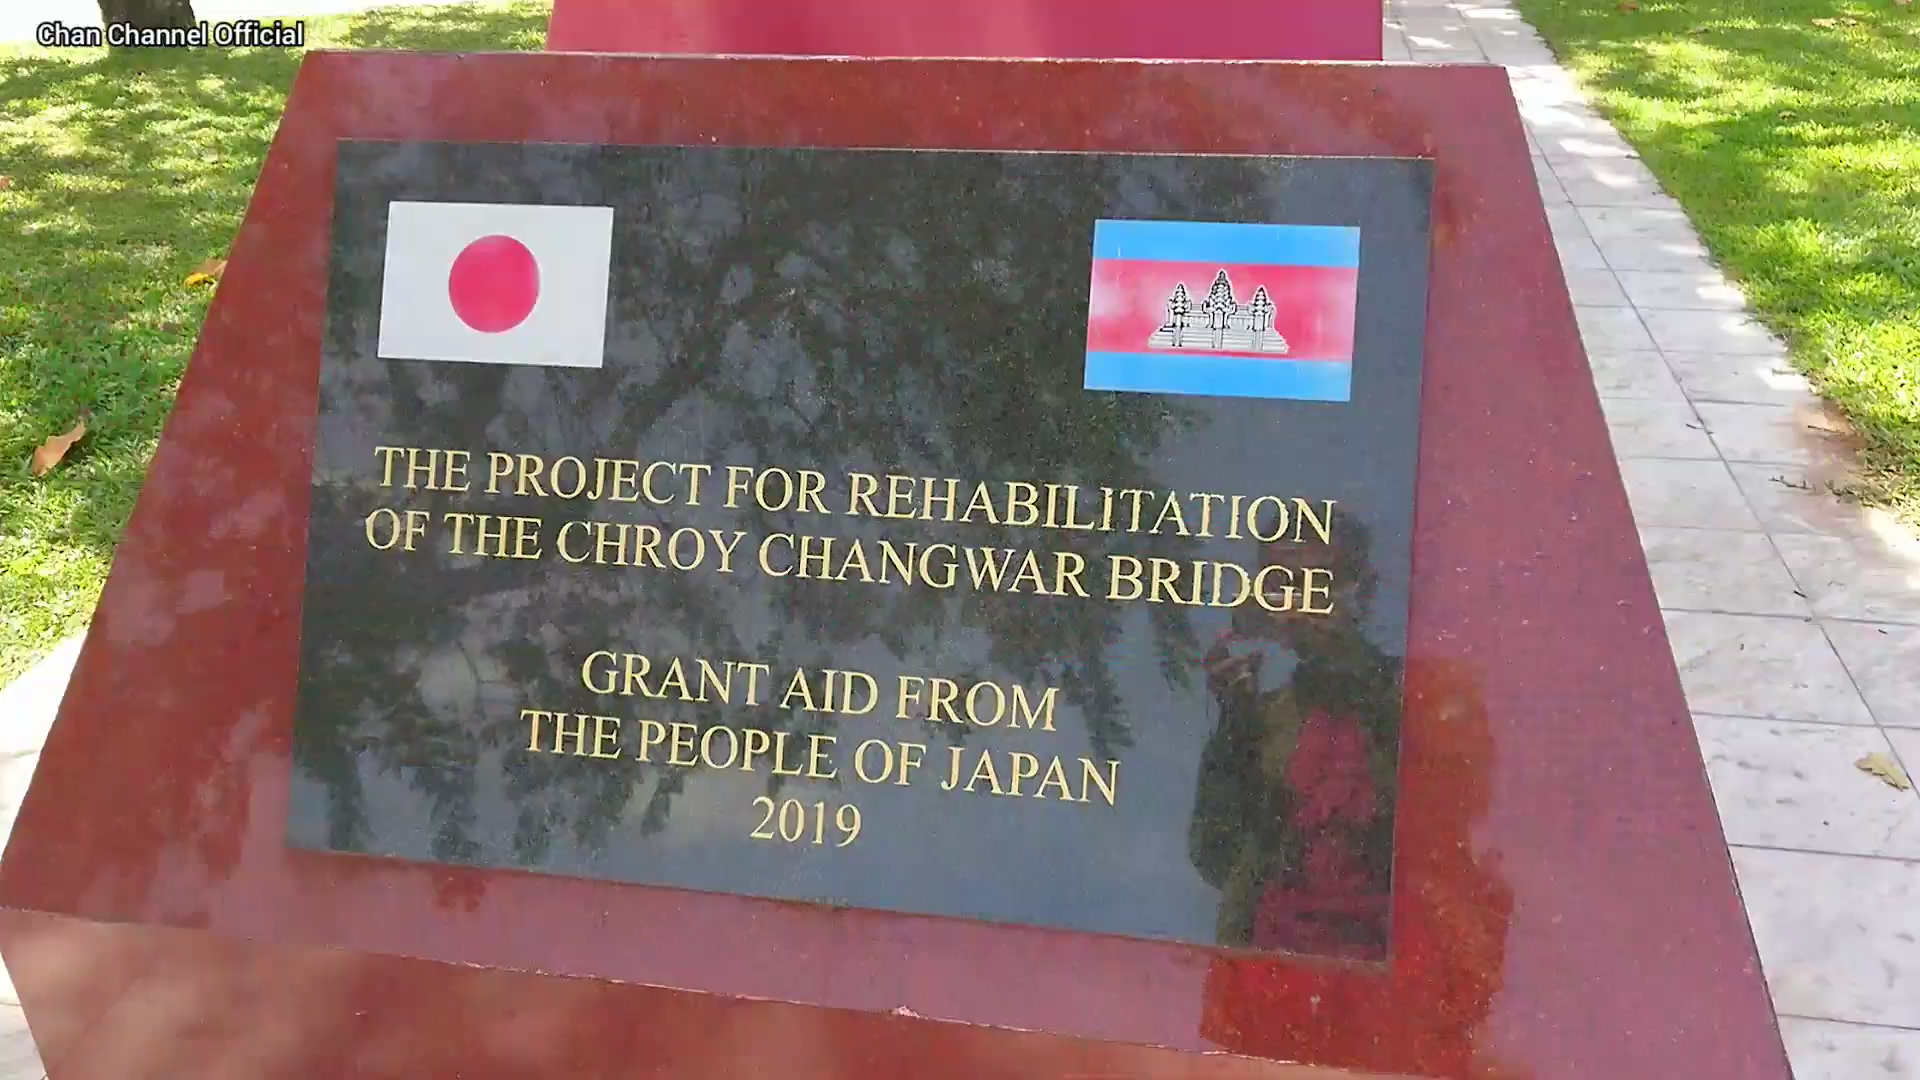 Chan Channel Official
THE PROJECT FOR REHABILITATION
OF THE CHROY CHANGWAR BRIDGE
GRANT AID FROM
THE PEOPLE OF JAPAN
2019